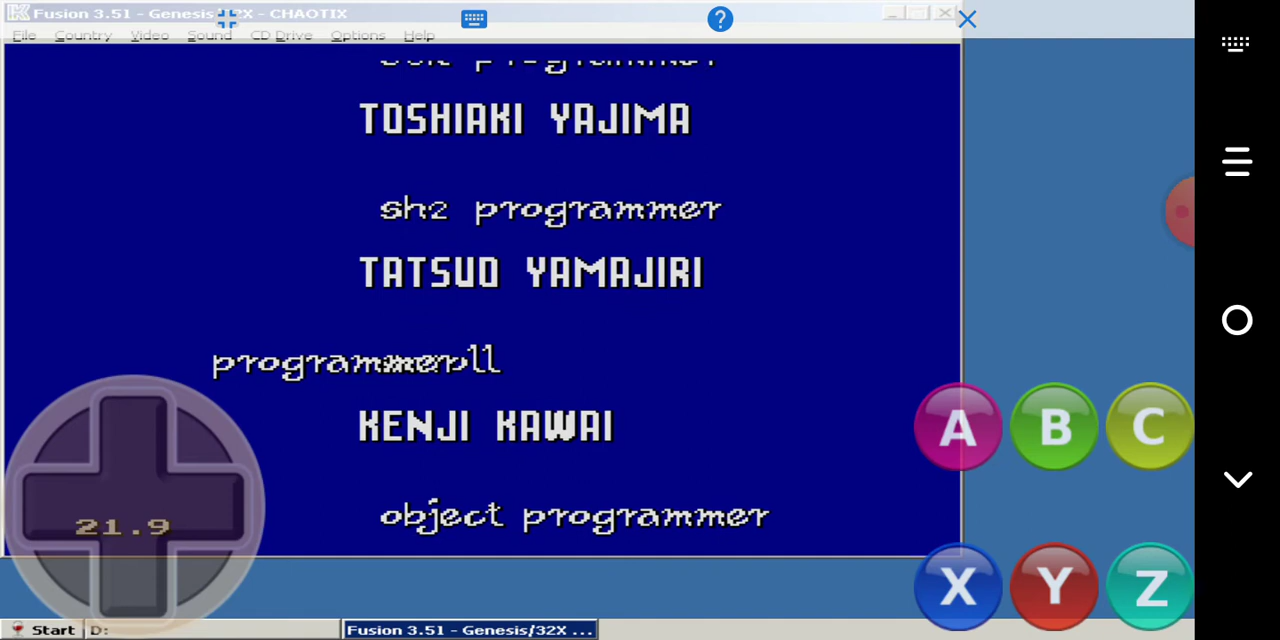 Fusion 3.51 - Genesis/32X - CHAOTIX
File Country Video Sound CD Drive Options Help
programmer
TOSHIAKI YAJIMA
sh2 programmer
TATSUO YAMAJIRI
KENJI KAWAI
object programmer
21.9
A B C
X Y Z
Start D: Fusion 3.51 - Genesis/32X ...